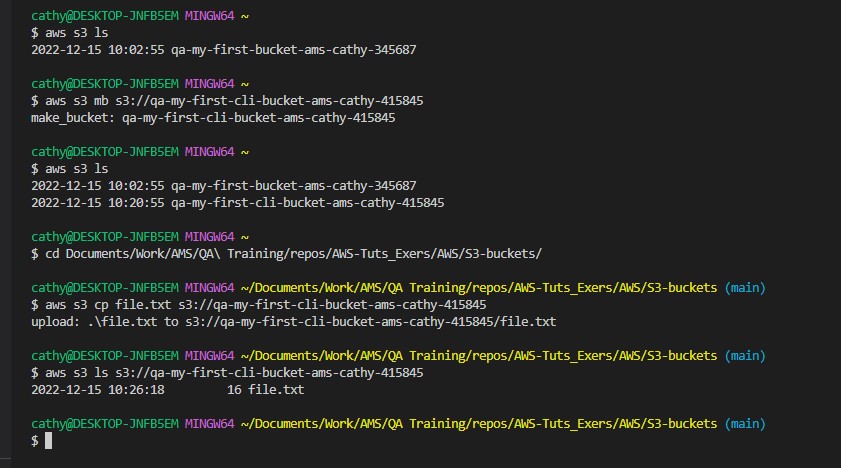 cathy@DESKTOP-JNFB5EM MINGW64 ~
$ aws s3 ls
2022-12-15 10:02:55 qa-my-first-bucket-ams-cathy-345687
cathy@DESKTOP-JNFB5EM MINGW64 ~
$ aws s3 mb s3://qa-my-first-cli-bucket-ams-cathy-415845
make_bucket: qa-my-first-cli-bucket-ams-cathy-415845
cathy@DESKTOP-JNFB5EM MINGW64 ~
$ aws s3 ls
2022-12-15 10:02:55 qa-my-first-bucket-ams-cathy-345687
2022-12-15 10:20:55 qa-my-first-cli-bucket-ams-cathy-415845
cathy@DESKTOP-JNFB5EM MINGW64 ~
$ cd Documents/Work/AMS/QA\ Training/repos/AWS-Tuts_Exers/AWS/S3-buckets/
cathy@DESKTOP-JNFB5EM MINGW64 ~/Documents/Work/AMS/QA Training/repos/AWS-Tuts_Exers/AWS/S3-buckets (main)
$ aws s3 cp file.txt s3://qa-my-first-cli-bucket-ams-cathy-415845
upload: .\file.txt to s3://qa-my-first-cli-bucket-ams-cathy-415845/file.txt
cathy@DESKTOP-JNFB5EM MINGW64 ~/Documents/Work/AMS/QA Training/repos/AWS-Tuts_Exers/AWS/S3-buckets (main)
$ aws s3 ls s3://qa-my-first-cli-bucket-ams-cathy-415845
2022-12-15 10:26:18         16 file.txt
cathy@DESKTOP-JNFB5EM MINGW64 ~/Documents/Work/AMS/QA Training/repos/AWS-Tuts_Exers/AWS/S3-buckets (main)
$